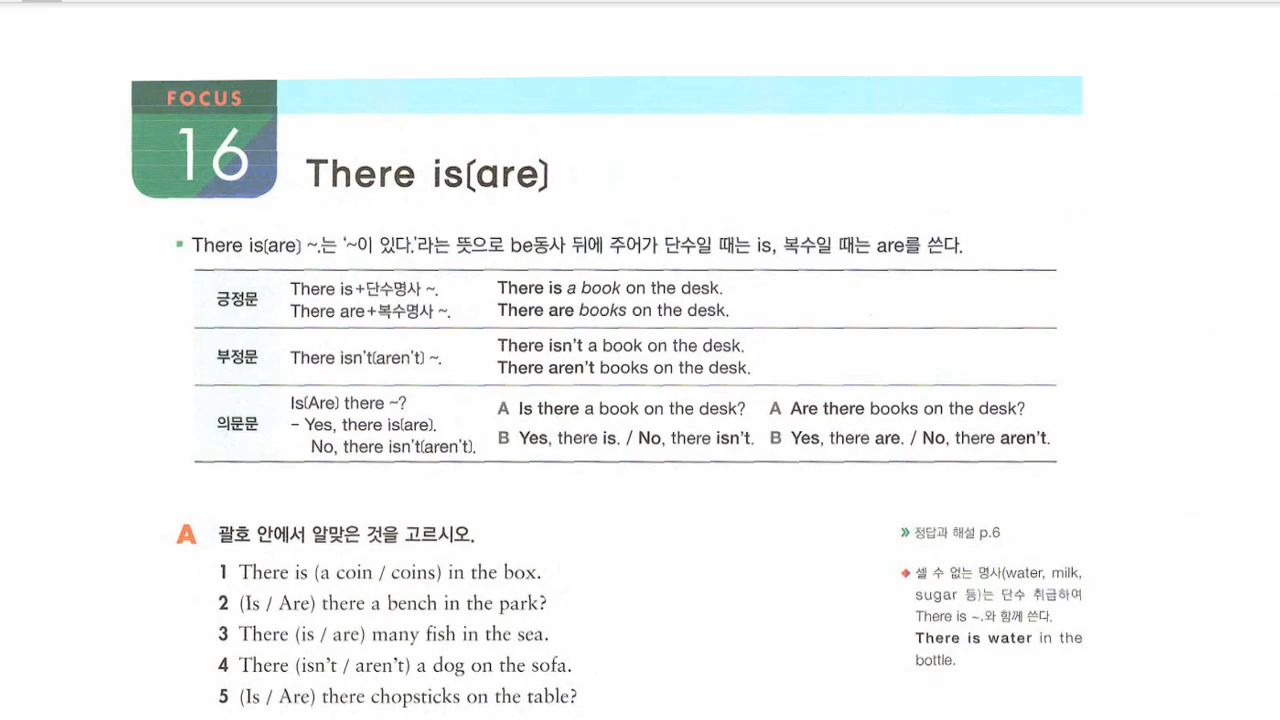 FOCUS
16
There is(are)
▪ There is(are) ~.는 '~이 있다.'라는 뜻으로 be동사 뒤에 주어가 단수일 때는 is, 복수일 때는 are를 쓴다.
긍정문
There is+단수명사 ~.
There are+복수명사 ~.
There is a book on the desk.
There are books on the desk.
부정문
There isn't(aren't) ~.
There isn't a book on the desk.
There aren't books on the desk.
의문문
Is(Are) there ~?
– Yes, there is(are).
No, there isn't(aren't).
A Is there a book on the desk?
B Yes, there is. / No, there isn't.
A Are there books on the desk?
B Yes, there are. / No, there aren't.
A 괄호 안에서 알맞은 것을 고르시오.
1 There is (a coin / coins) in the box.
2 (Is / Are) there a bench in the park?
3 There (is / are) many fish in the sea.
4 There (isn't / aren't) a dog on the sofa.
5 (Is / Are) there chopsticks on the table?
» 정답과 해설 p.6
◆ 셀 수 없는 명사(water, milk,
sugar 등)는 단수 취급하여
There is ~.와 함께 쓴다.
There is water in the
bottle.